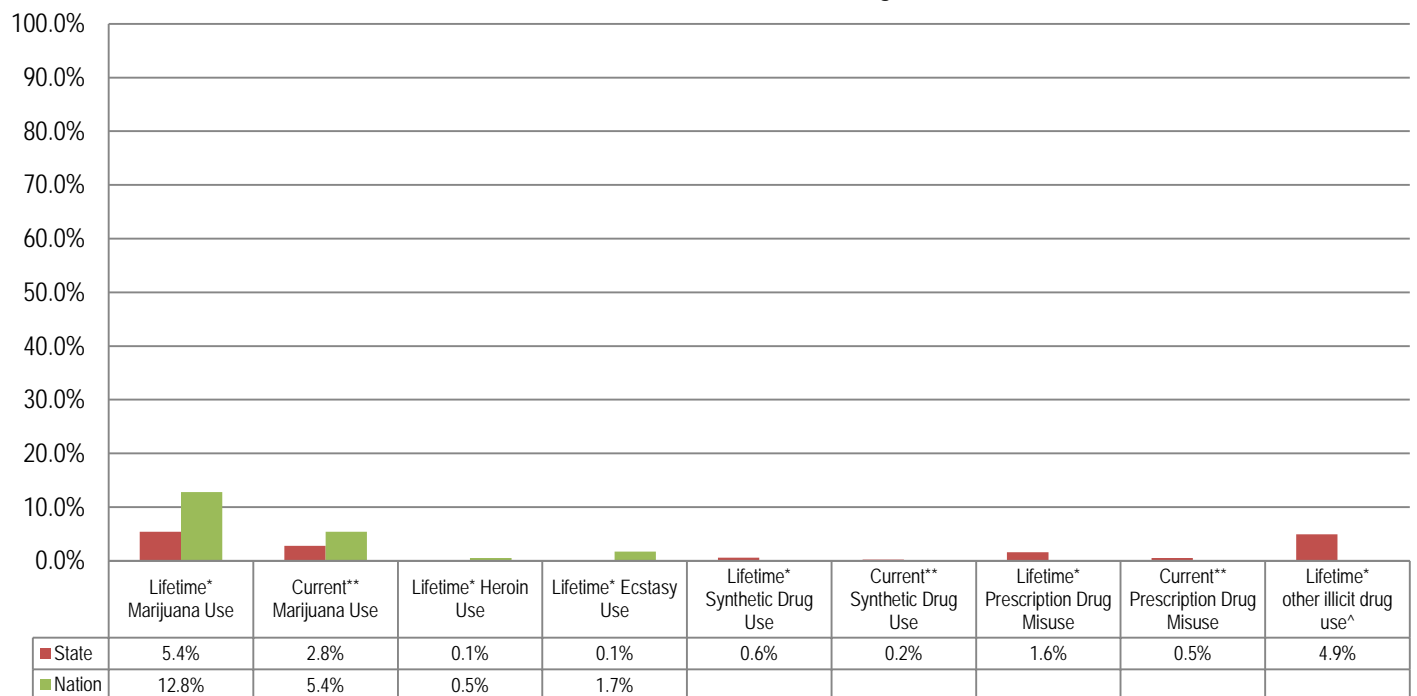 100.0%
90.0%
80.0%
70.0%
60.0%
50.0%
40.0%
30.0%
20.0%
10.0%
0.0%
Lifetime* Marijuana Use
Current** Marijuana Use
Lifetime* Heroin Use
Lifetime* Ecstasy Use
Lifetime* Synthetic Drug Use
Current** Synthetic Drug Use
Lifetime* Prescription Drug Misuse
Current** Prescription Drug Misuse
Lifetime* other illicit drug use^
State 5.4% 2.8% 0.1% 0.1% 0.6% 0.2% 1.6% 0.5% 4.9%
Nation 12.8% 5.4% 0.5% 1.7%